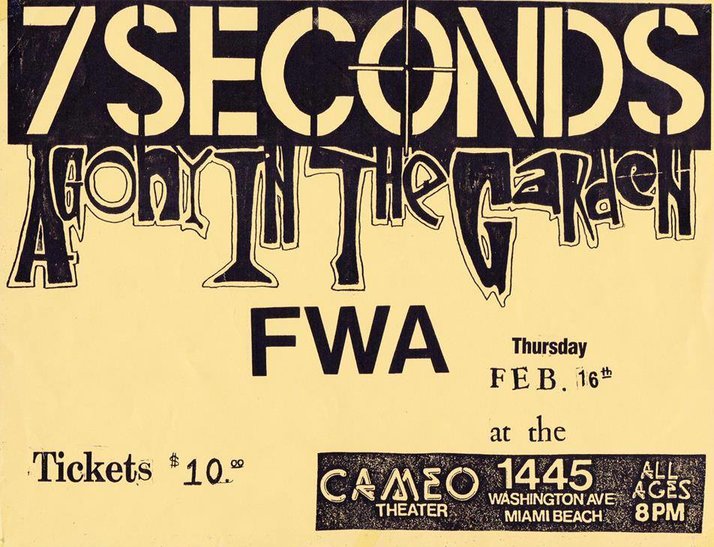 7SECONDS
AGONY IN THE GARDEN
FWA
Thursday
FEB. 16th
at the
Tickets $10.00
CAMEO
THEATER
1445
WASHINGTON AVE
MIAMI BEACH
ALL
AGES
8PM